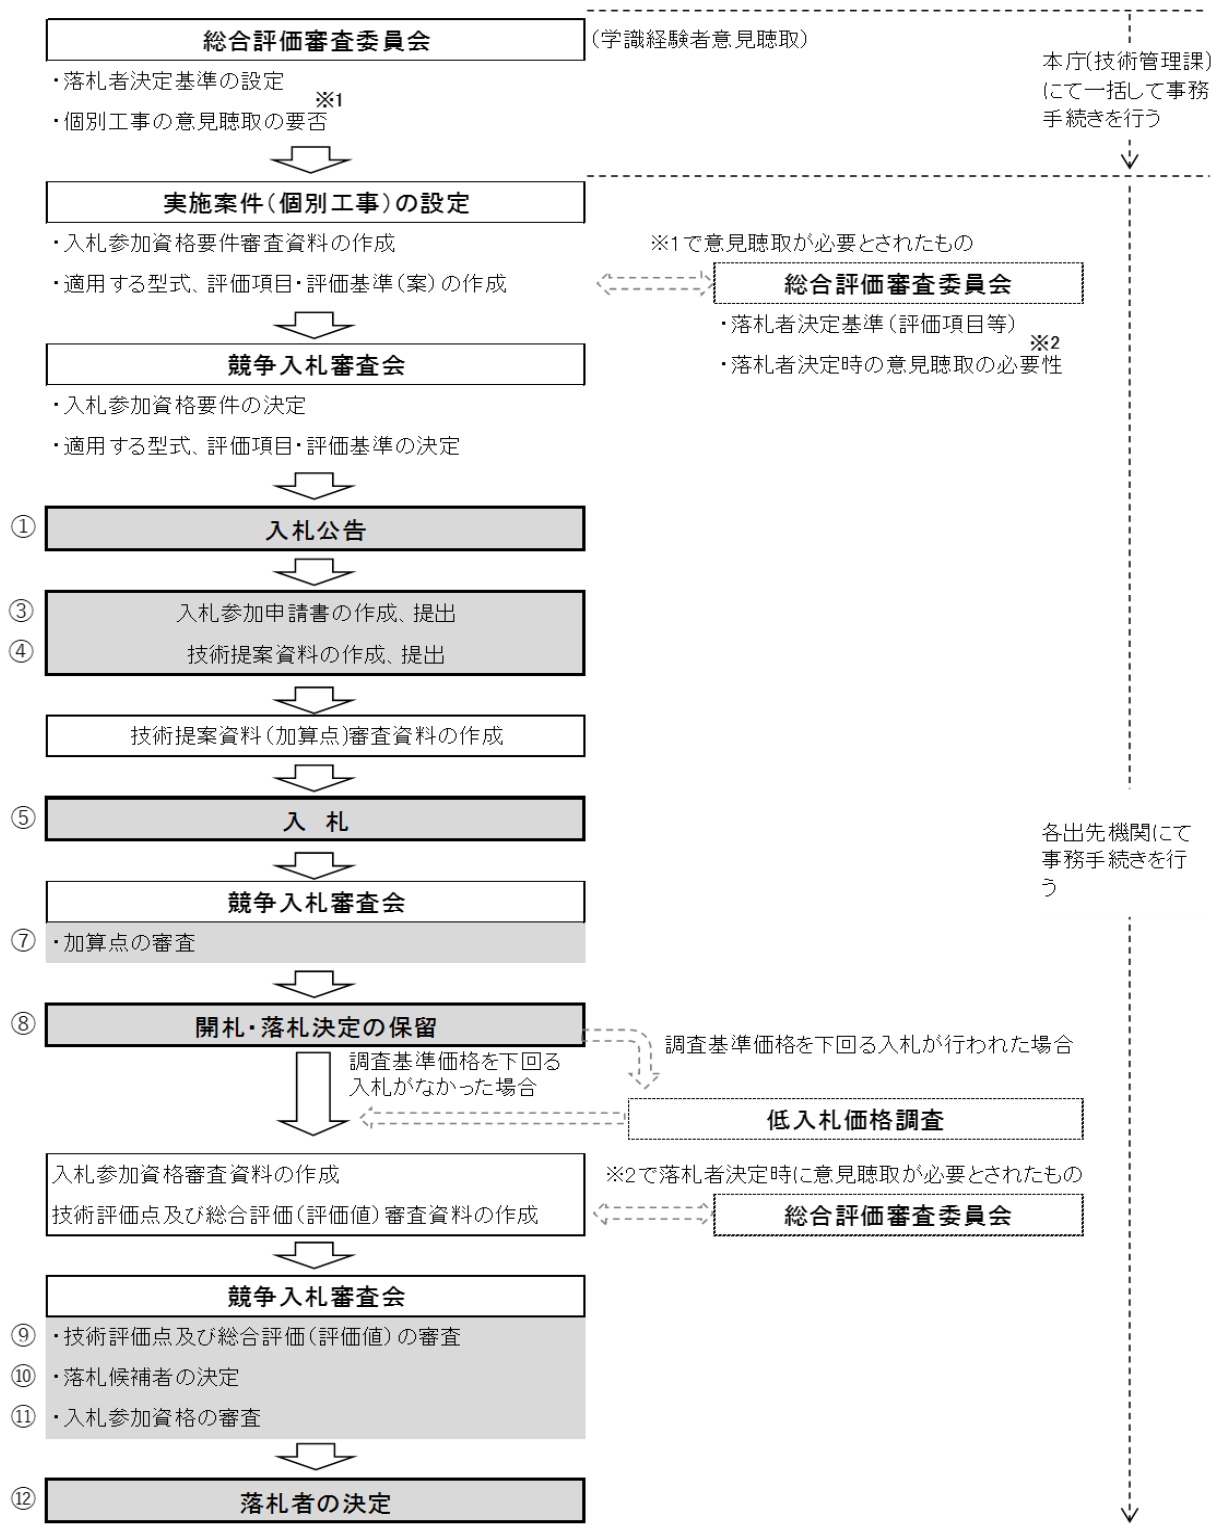 総合評価審査委員会
(学識経験者意見聴取)
・落札者決定基準の設定
※1
・個別工事の意見聴取の要否
本庁(技術管理課)
にて一括して事務
手続きを行う
実施案件(個別工事)の設定
・入札参加資格要件審査資料の作成
・適用する型式、評価項目・評価基準(案)の作成
※1で意見聴取が必要とされたもの
総合評価審査委員会
・落札者決定基準(評価項目等)
※2
・落札者決定時の意見聴取の必要性
競争入札審査会
・入札参加資格要件の決定
・適用する型式、評価項目・評価基準の決定
① 入札公告
③ 入札参加申請書の作成、提出
④ 技術提案資料の作成、提出
技術提案資料(加算点)審査資料の作成
⑤ 入 札
各出先機関にて
事務手続きを行
う
競争入札審査会
⑦ ・加算点の審査
⑧ 開札・落札決定の保留
調査基準価格を下回る
入札がなかった場合
調査基準価格を下回る入札が行われた場合
低入札価格調査
入札参加資格審査資料の作成
技術評価点及び総合評価(評価値)審査資料の作成
※2で落札者決定時に意見聴取が必要とされたもの
総合評価審査委員会
競争入札審査会
⑨ ・技術評価点及び総合評価(評価値)の審査
⑩ ・落札候補者の決定
⑪ ・入札参加資格の審査
⑫ 落札者の決定